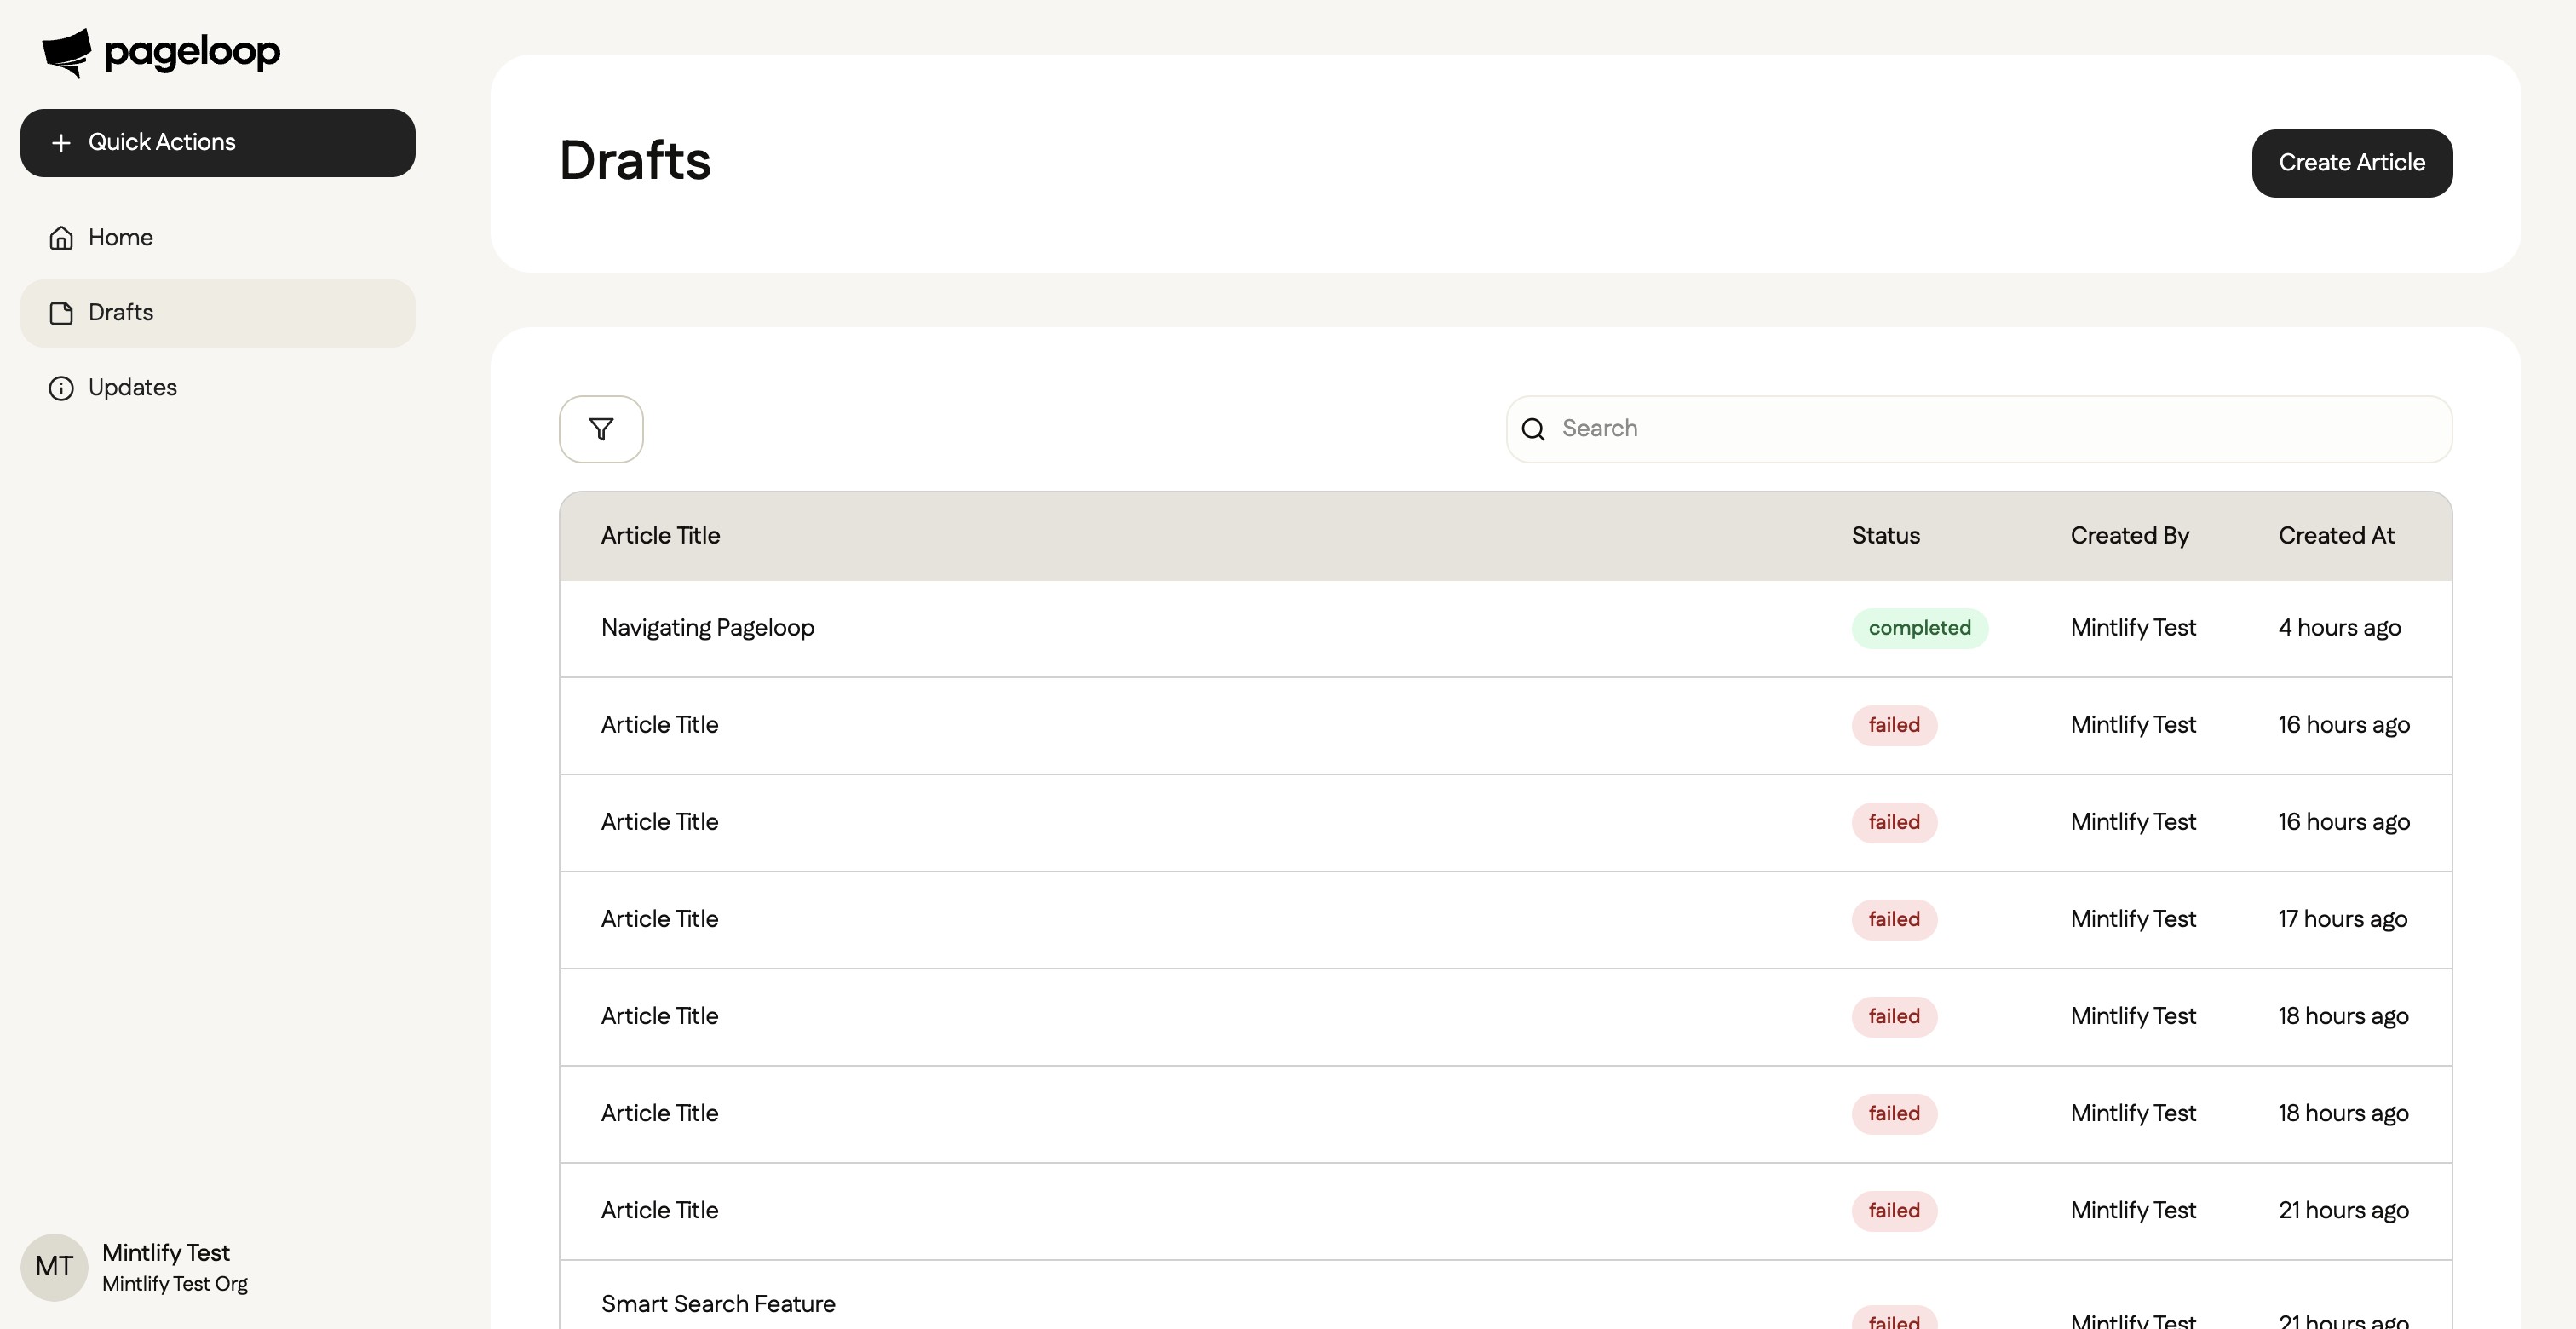 pageloop
Quick Actions
Home
Drafts
Updates
Mintlify Test
MT
Mintlify Test Org
Drafts
Create Article
Search
Article Title Status Created By Created At
Navigating Pageloop completed Mintlify Test 4 hours ago
Article Title failed Mintlify Test 16 hours ago
Article Title failed Mintlify Test 16 hours ago
Article Title failed Mintlify Test 17 hours ago
Article Title failed Mintlify Test 18 hours ago
Article Title failed Mintlify Test 18 hours ago
Article Title failed Mintlify Test 21 hours ago
Smart Search Feature
failed Mintlify Test 21 hours ago